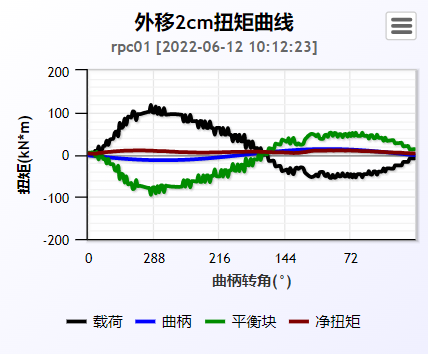 外移2cm扭矩曲线
rpc01 [2022-06-12 10:12:23]
扭矩(kN*m)
200
100
0
-100
-200
0 288 216 144 72
曲柄转角(°)
载荷 曲柄 平衡块 净扭矩